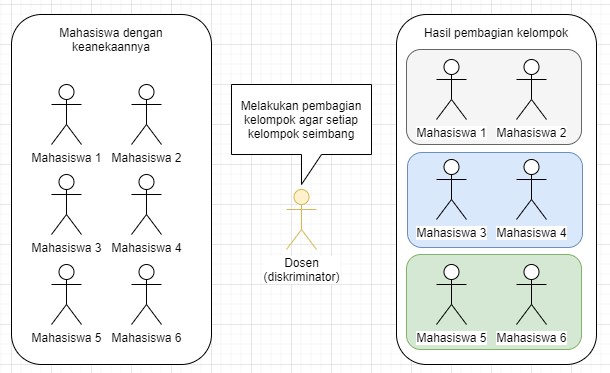 Mahasiswa dengan
keanekaannya
Mahasiswa 1
Mahasiswa 2
Mahasiswa 3
Mahasiswa 4
Mahasiswa 5
Mahasiswa 6
Melakukan pembagian
kelompok agar setiap
kelompok seimbang
Dosen
(diskriminator)
Hasil pembagian kelompok
Mahasiswa 1
Mahasiswa 2
Mahasiswa 3
Mahasiswa 4
Mahasiswa 5
Mahasiswa 6